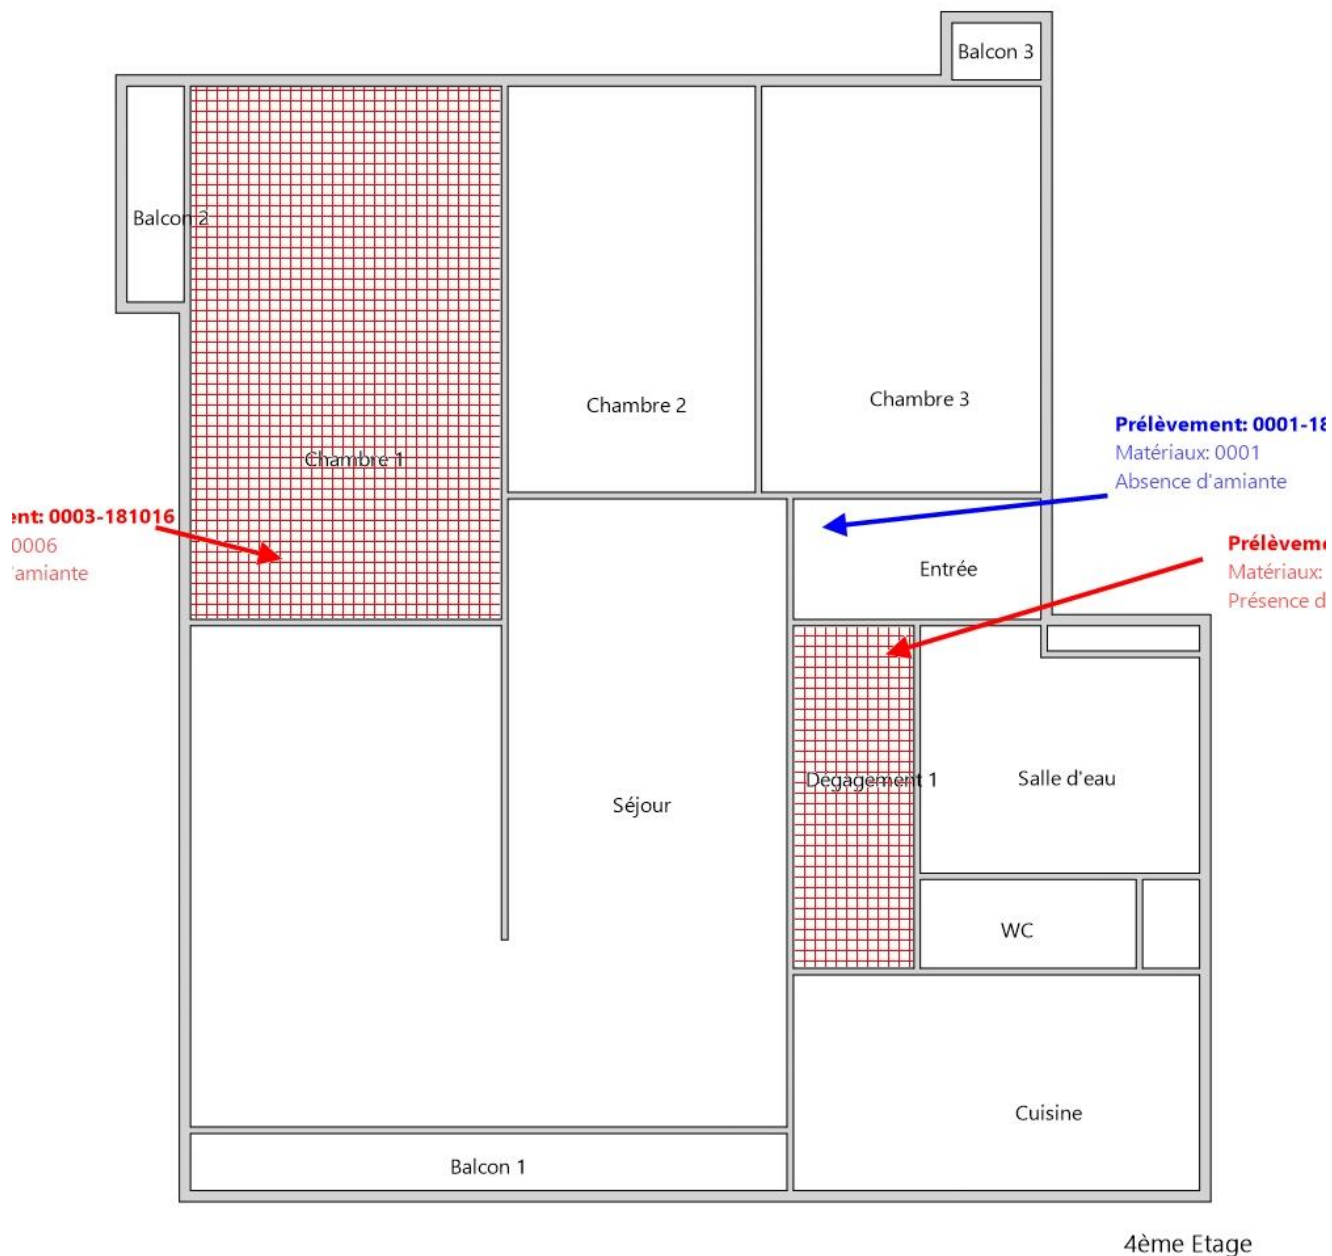 Balcon 3
Balcon 2
Chambre 2
Chambre 3
Chambre 1
Prélèvement: 0001-18
Matériaux: 0001
Absence d'amiante
ent: 0003-181016
0006
'amiante
Entrée
Prélèveme
Matériaux:
Présence d
Dégagement 1
Salle d'eau
Séjour
WC
Cuisine
Balcon 1
4ème Etage